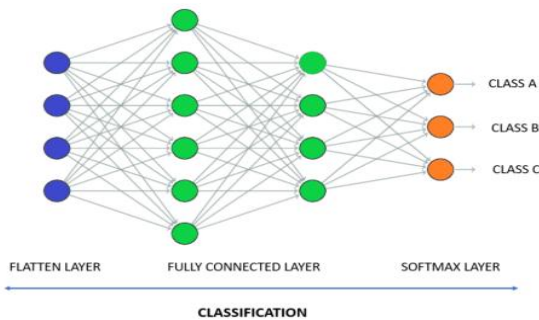 CLASS A
CLASS B
CLASS C
FLATTEN LAYER
FULLY CONNECTED LAYER
SOFTMAX LAYER
CLASSIFICATION